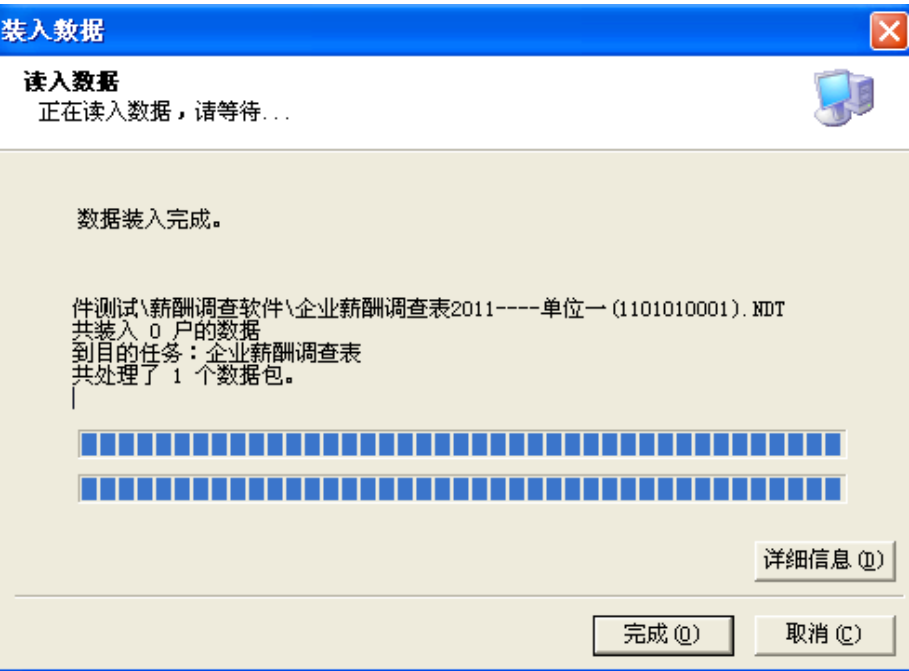 装入数据
读入数据
正在读入数据，请等待...
数据装入完成。
件测试\薪酬调查软件\企业薪酬调查表2011----单位一(1101010001).NDT
共装入 0 户的数据
到目的任务：企业薪酬调查表
共处理了 1 个数据包。
详细信息(D)
完成(O)
取消(C)